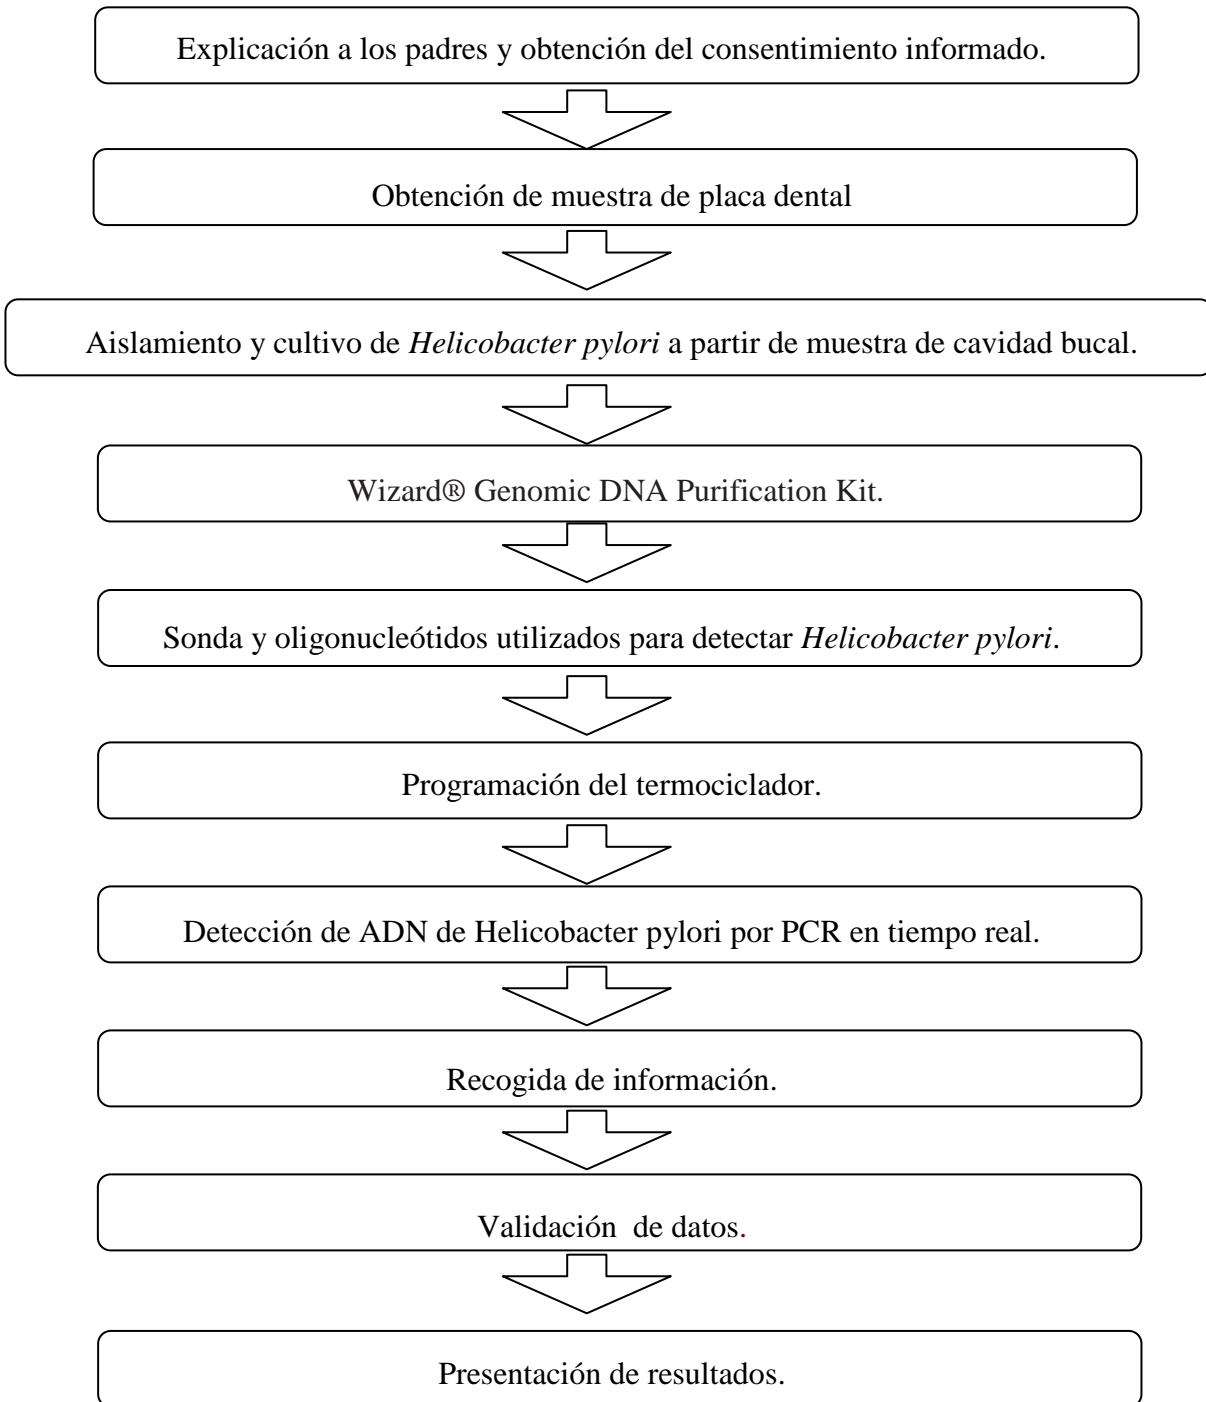 Explicación a los padres y obtención del consentimiento informado.
Obtención de muestra de placa dental
Aislamiento y cultivo de Helicobacter pylori a partir de muestra de cavidad bucal.
Wizard® Genomic DNA Purification Kit.
Sonda y oligonucleótidos utilizados para detectar Helicobacter pylori.
Programación del termociclador.
Detección de ADN de Helicobacter pylori por PCR en tiempo real.
Recogida de información.
Validación  de datos.
Presentación de resultados.